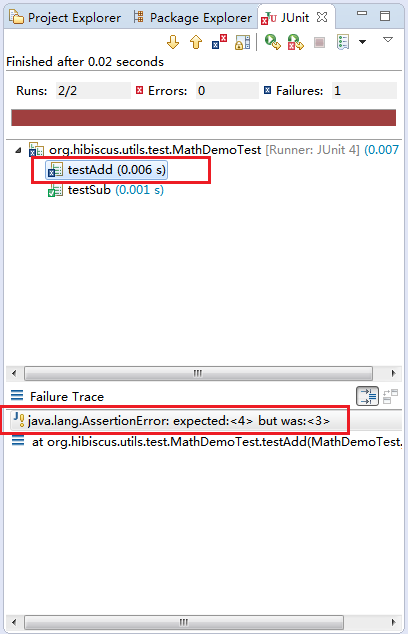 Project Explorer Package Explorer JUnit
Finished after 0.02 seconds
Runs: 2/2 Errors: 0 Failures: 1
org.hibiscus.utils.test.MathDemoTest [Runner: JUnit 4] (0.007
testAdd (0.006 s)
testSub (0.001 s)
Failure Trace
java.lang.AssertionError: expected:<4> but was:<3>
at org.hibiscus.utils.test.MathDemoTest.testAdd(MathDemoTest.